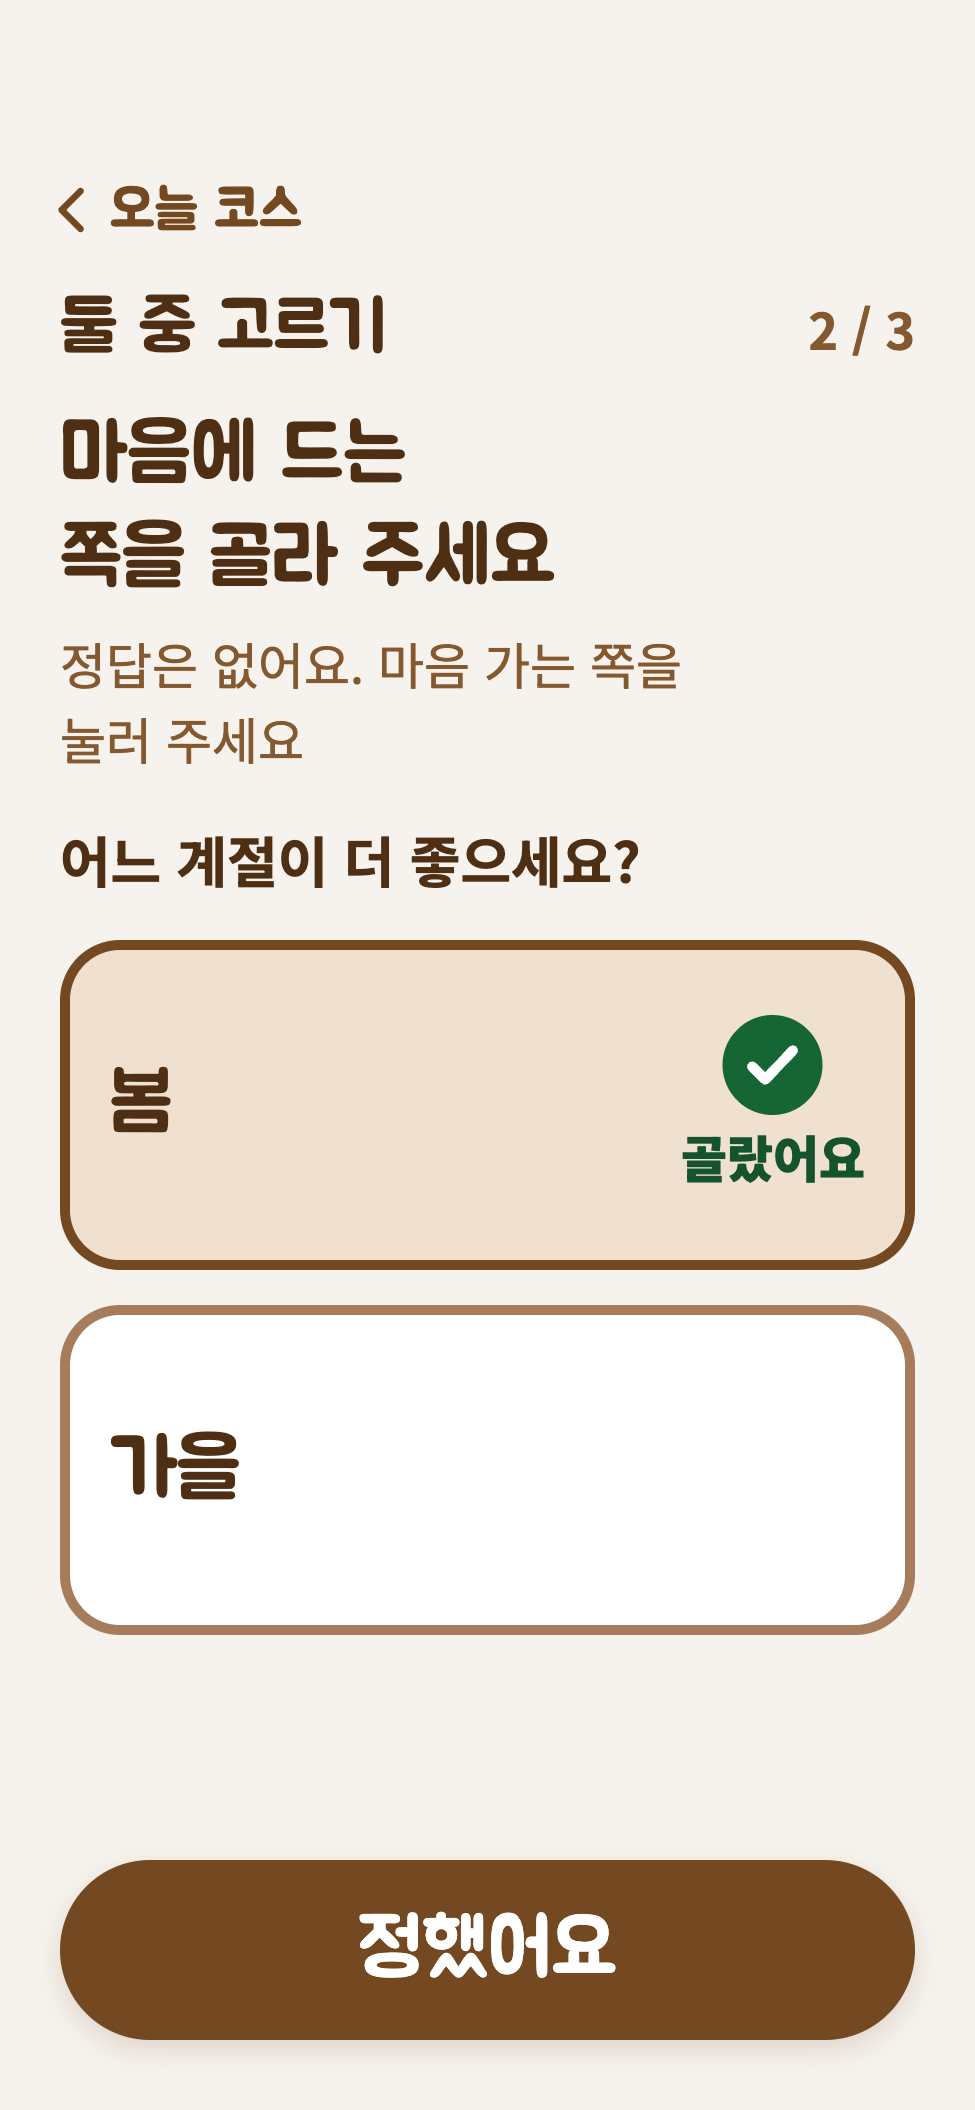 오늘 코스
둘 중 고르기
2 / 3
마음에 드는
쪽을 골라 주세요
정답은 없어요. 마음 가는 쪽을
눌러 주세요
어느 계절이 더 좋으세요?
봄
골랐어요
가을
정했어요